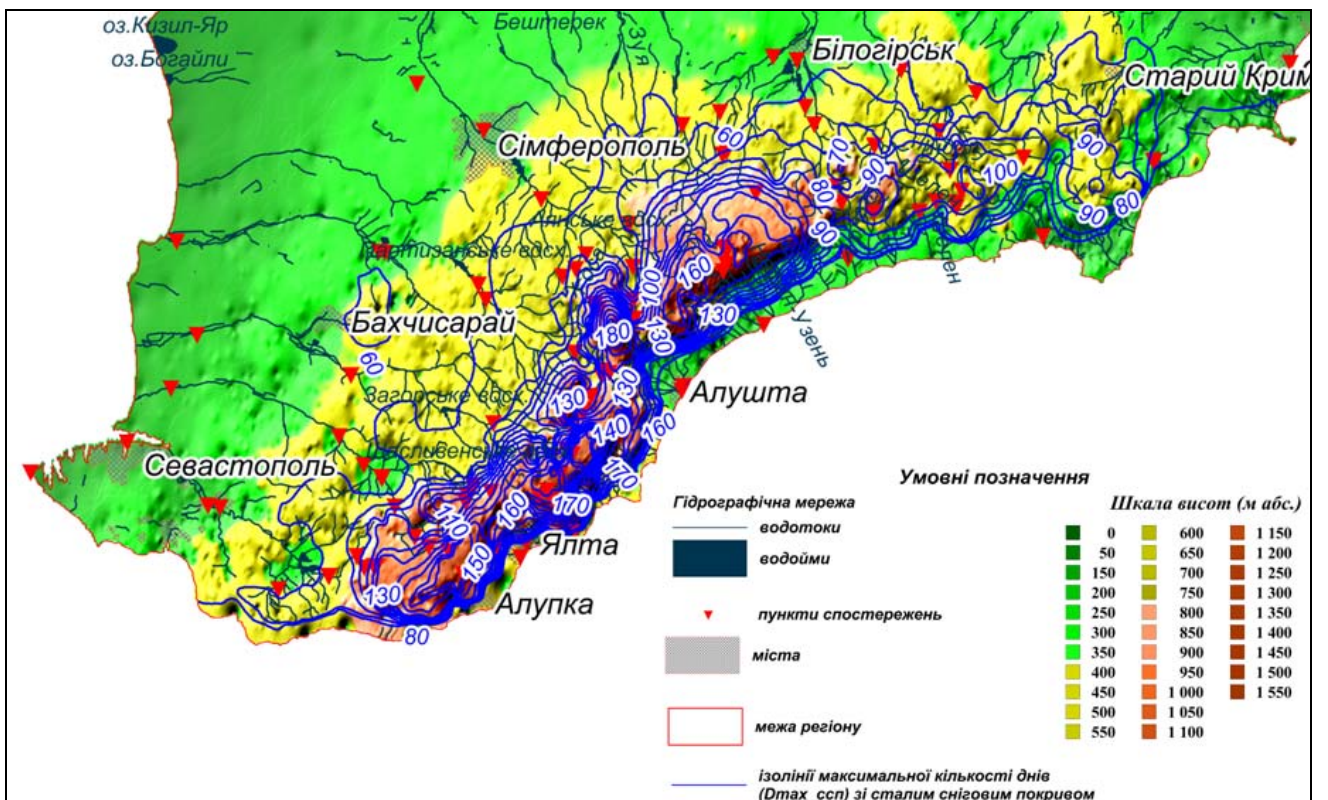 оз.Кизил-Яр
оз.Богайли
Бештерек
Зуя
Білогірськ
Старий Крим
Сімферополь
60
70
90
80
100
90
90
80
90
160
100
130
130
Партизанське вдсх.
Узень
Бахчисарай
60
180
130
130
Алушта
Загорське вдсх.
140
160
170
Севастополь
110
160
170
150
130
80
Ялта
Алупка
Умовні позначення
Гідрографічна мережа
водотоки
водойми
пункти спостережень
міста
межа регіону
ізолінії максимальної кількості днів
(Dmax_ссп) зі сталим сніговим покривом
Шкала висот (м абс.)
0
50
150
200
250
300
350
400
450
500
550
600
650
700
750
800
850
900
950
1 000
1 050
1 100
1 150
1 200
1 250
1 300
1 350
1 400
1 450
1 500
1 550